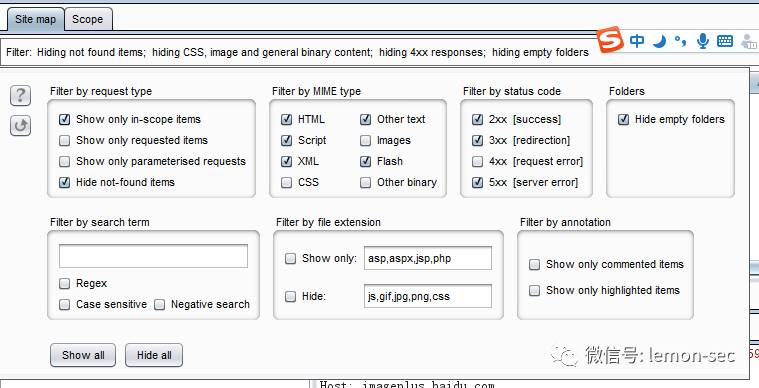 Site map Scope
Filter: Hiding not found items; hiding CSS, image and general binary content; hiding 4xx responses; hiding empty folders
S 中
Filter by request type
Show only in-scope items
Show only requested items
Show only parameterised requests
Hide not-found items
Filter by MIME type
HTML Other text
Script Images
XML Flash
CSS Other binary
Filter by status code
2xx [success]
3xx [redirection]
4xx [request error]
5xx [server error]
Folders
Hide empty folders
Filter by search term
Regex
Case sensitive Negative search
Filter by file extension
Show only: asp,aspx,jsp,php
Hide: js,gif,jpg,png,css
Filter by annotation
Show only commented items
Show only highlighted items
Show all Hide all
微信号: lemon-sec
59
Host: imageplus.baidu.com